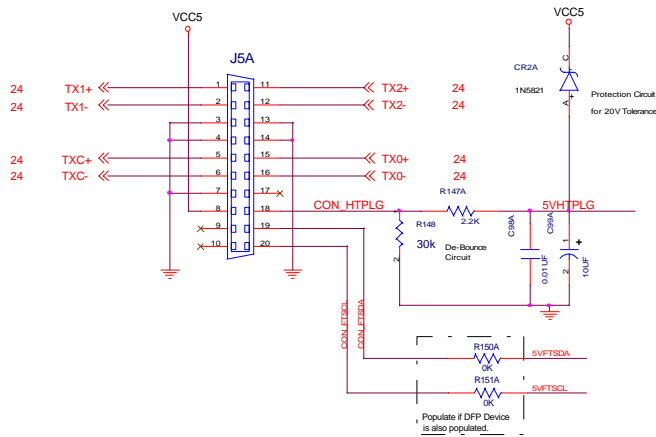 VCC5
VCC5
J5A
CR2A
C
1N5821
A
+
Protection Circuit
for 20V Tolerance
24 TX1+ 1 11 TX2+ 24
24 TX1- 2 12 TX2- 24
3 13
4 14
24 TXC+ 5 15 TX0+ 24
24 TXC- 6 16 TX0- 24
7 17
8 18 CON_HTPLG R147A 2.2K 5VHTPLG
9 19
10 20
R148
30k
2
De-Bounce
Circuit
C98A
0.01UF
C99A
1
+
2
10UF
CON_FTSCL
CON_FTSDA
R150A
0K
5VFTSDA
R151A
0K
5VFTSCL
Populate if DFP Device
is also populated.